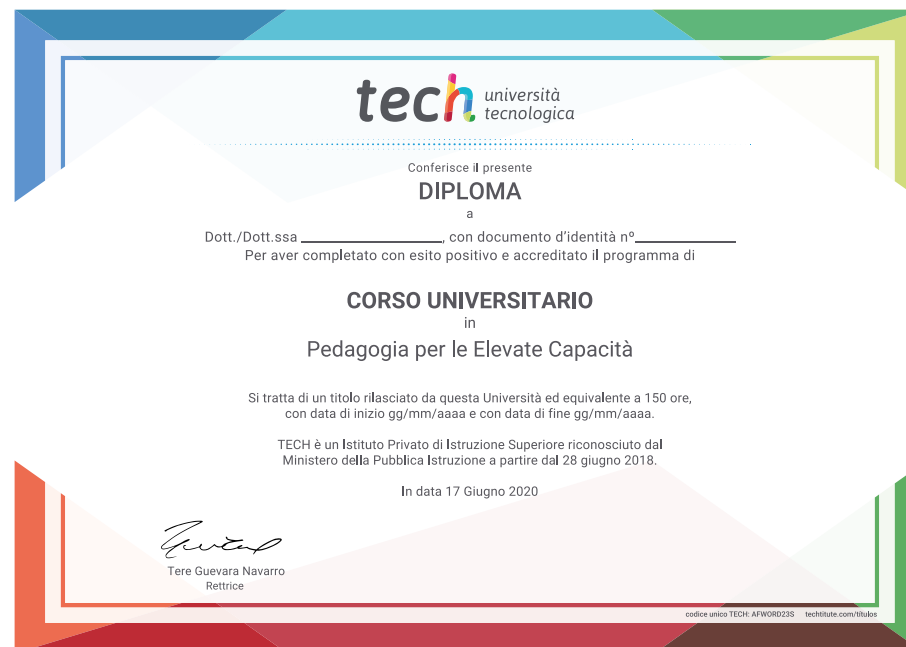 tech università
tecnologica
Conferisce il presente
DIPLOMA
a
Dott./Dott.ssa ____________________, con documento d'identità nº______________
Per aver completato con esito positivo e accreditato il programma di
CORSO UNIVERSITARIO
in
Pedagogia per le Elevate Capacità
Si tratta di un titolo rilasciato da questa Università ed equivalente a 150 ore,
con data di inizio gg/mm/aaaa e con data di fine gg/mm/aaaa.
TECH è un Istituto Privato di Istruzione Superiore riconosciuto dal
Ministero della Pubblica Istruzione a partire dal 28 giugno 2018.
In data 17 Giugno 2020
Tere Guevara Navarro
Rettrice
codice unico TECH: AFWORD23S techtitute.com/títulos